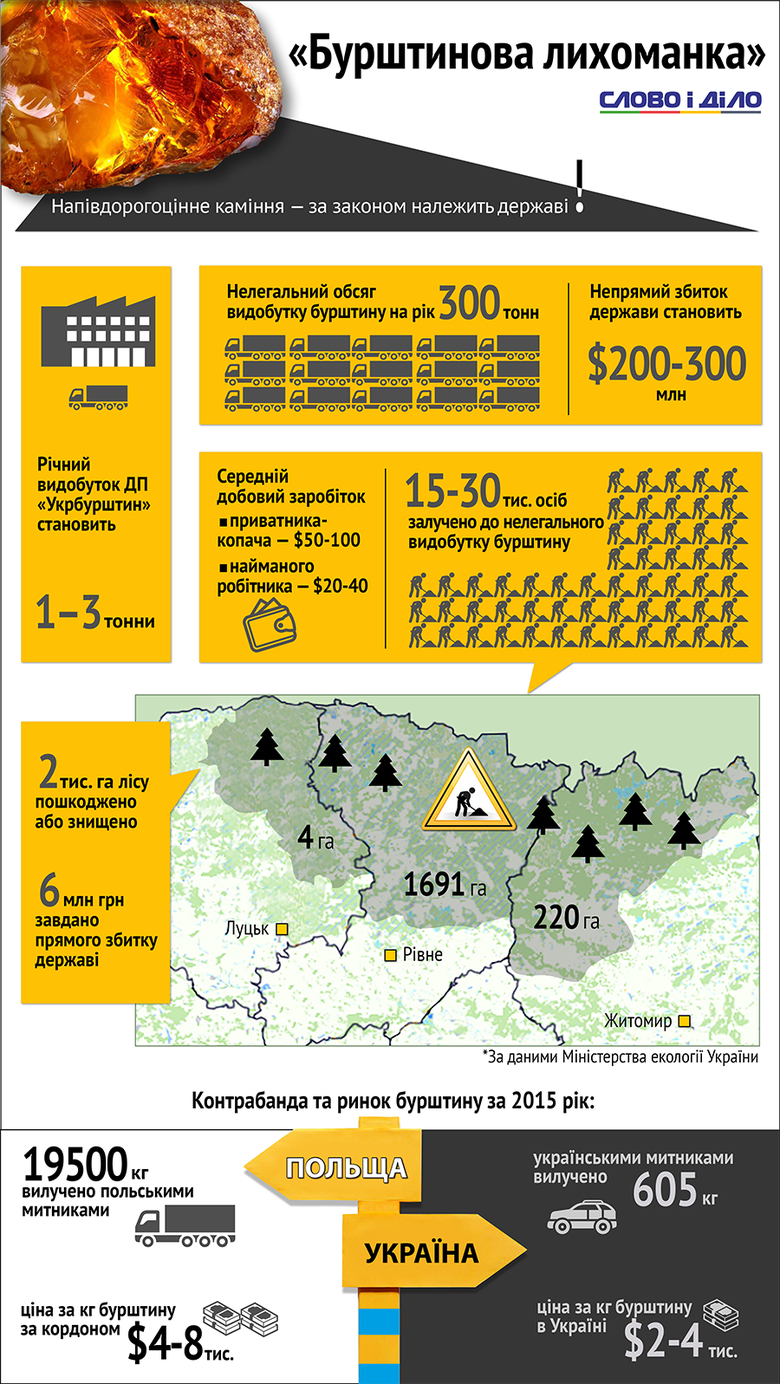 «Бурштинова лихоманка»
СЛОВО і ДіЛО
Напівдорогоцінне каміння — за законом належить державі !
Річний
видобуток ДП
«Укрбурштин»
становить
1–3 тонни
Нелегальний обсяг
видобутку бурштину на рік 300 тонн
Непрямий збиток
держави становить
$200-300
млн
Середній
добовий заробіток
▪приватника-
копача — $50-100
▪найманого
робітника — $20-40
15-30 тис. осіб
залучено до нелегального
видобутку бурштину
2 тис. га лісу
пошкоджено
або знищено
6 млн грн
завдано
прямого збитку
державі
4 га
1691 га
220 га
Луцьк
Рівне
Житомир
*За даними Міністерства екології України
Контрабанда та ринок бурштину за 2015 рік:
19500 кг
вилучено польськими
митниками
ПОЛЬЩА
українськими митниками
вилучено 605 кг
УКРАЇНА
ціна за кг бурштину
за кордоном $4-8 тис.
ціна за кг бурштину
в Україні $2-4 тис.